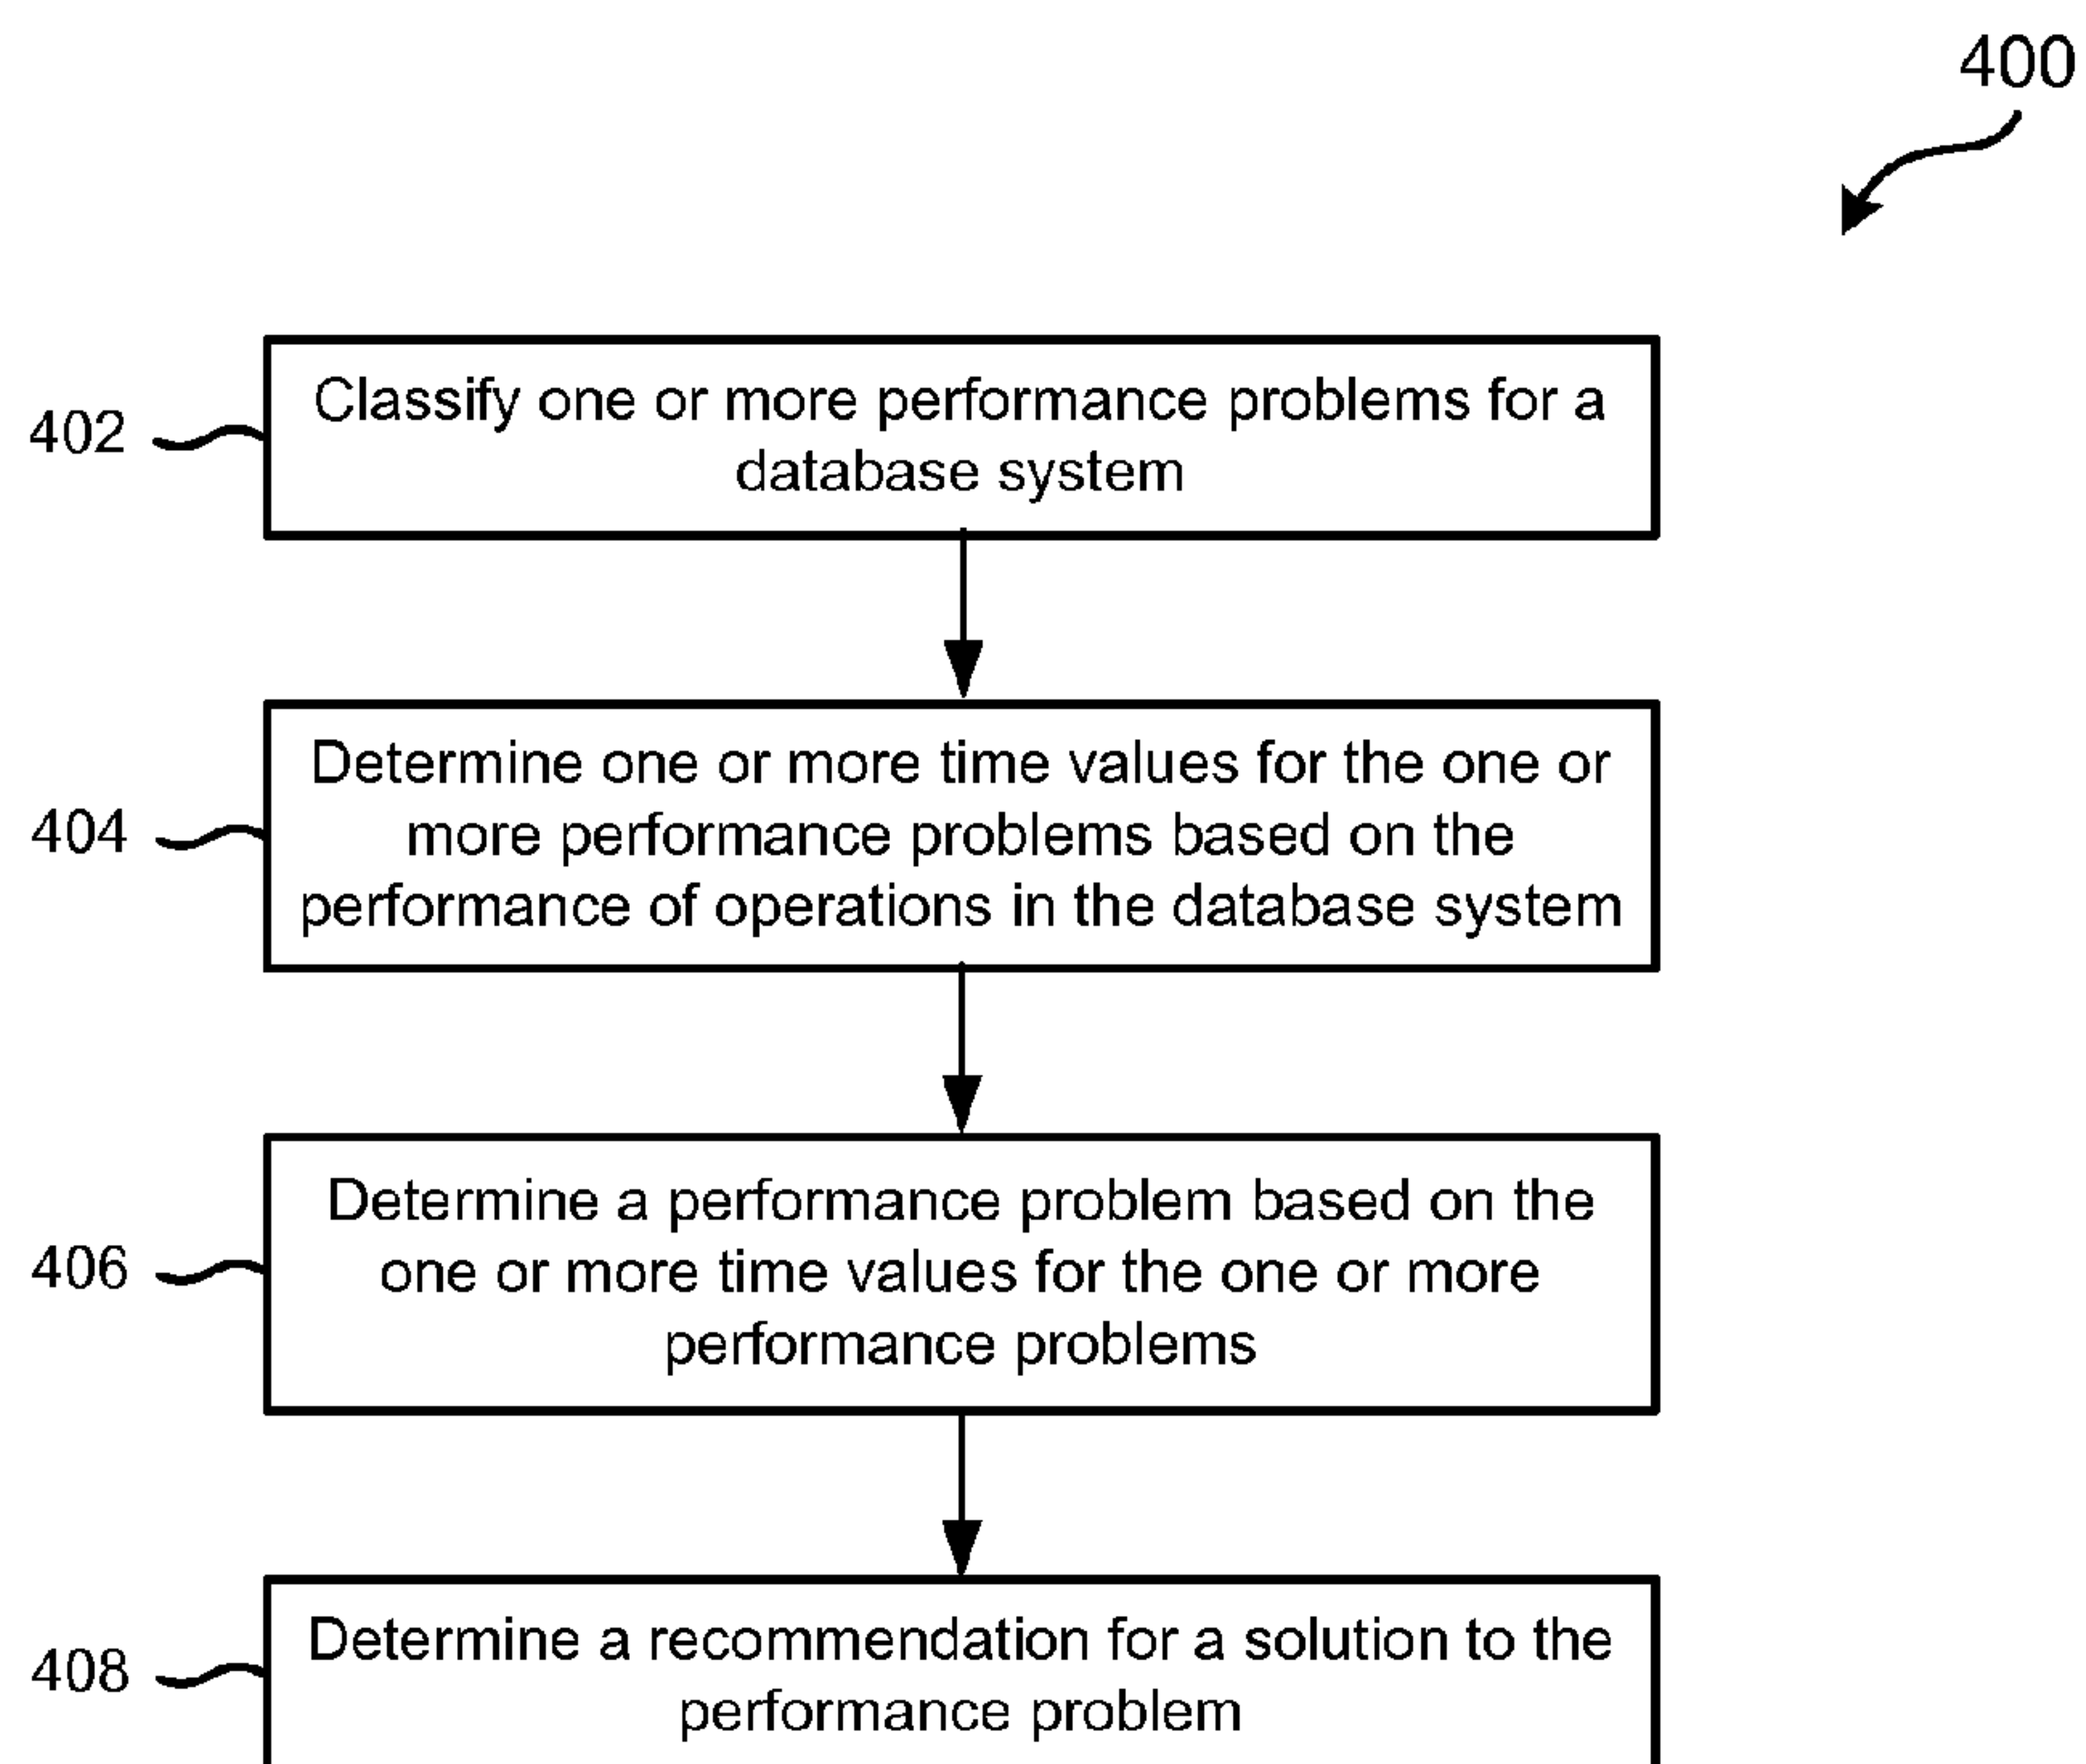 400
402
Classify one or more performance problems for a
database system
404
Determine one or more time values for the one or
more performance problems based on the
performance of operations in the database system
406
Determine a performance problem based on the
one or more time values for the one or more
performance problems
408
Determine a recommendation for a solution to the
performance problem